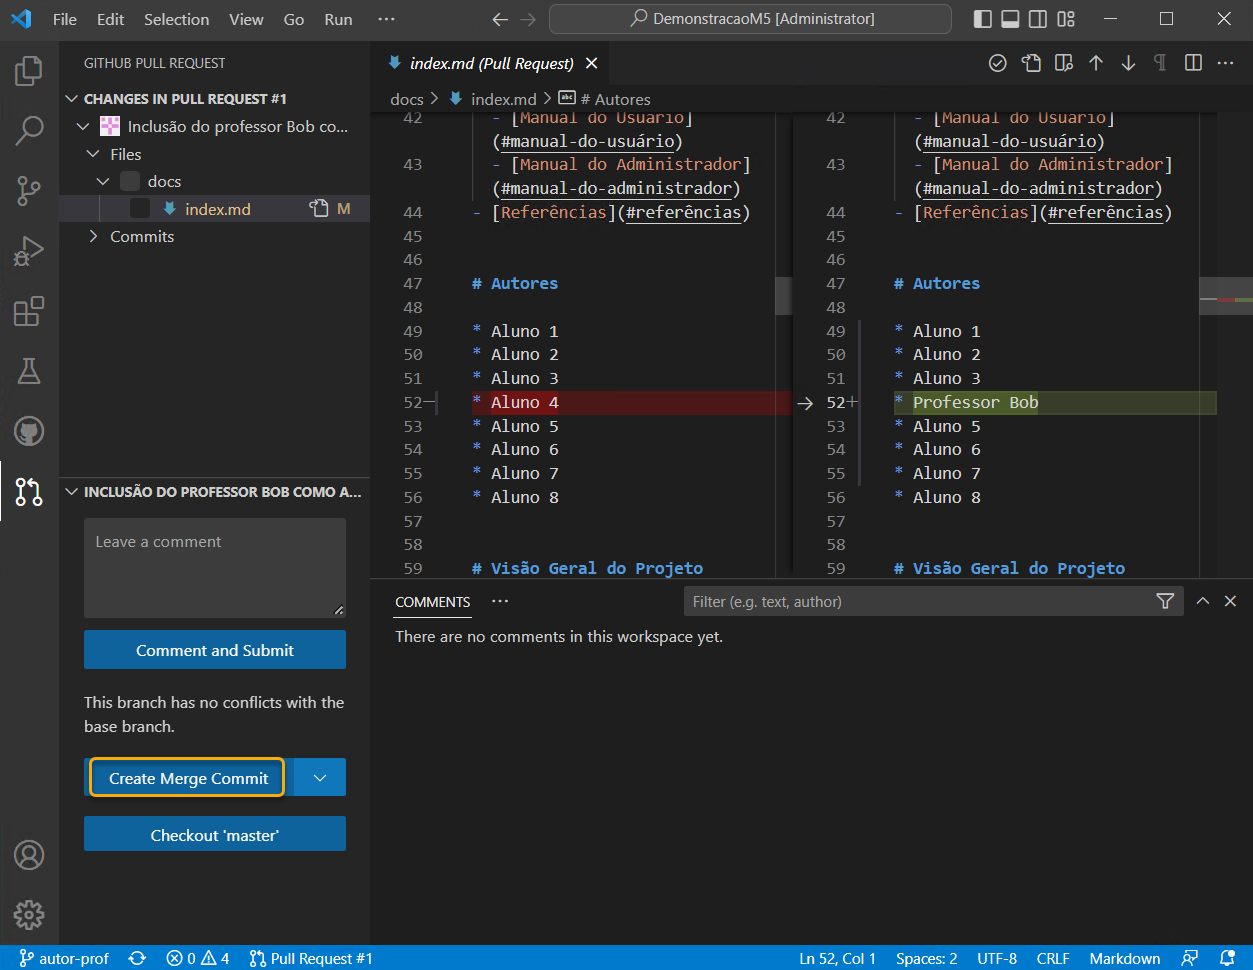 File Edit Selection View Go Run ··· DemonstracaoM5 [Administrator]
GITHUB PULL REQUEST
CHANGES IN PULL REQUEST #1
Inclusão do professor Bob co...
Files
docs
index.md M
Commits
INCLUSÃO DO PROFESSOR BOB COMO A...
Leave a comment
Comment and Submit
This branch has no conflicts with the
base branch.
Create Merge Commit
Checkout 'master'
index.md (Pull Request)
docs > index.md > # Autores
42 - [Manual do Usuário]
(#manual-do-usuário)
43 - [Manual do Administrador]
(#manual-do-administrador)
44 - [Referências](#referências)
45
46
47 # Autores
48
49 * Aluno 1
50 * Aluno 2
51 * Aluno 3
52— * Aluno 4
53 * Aluno 5
54 * Aluno 6
55 * Aluno 7
56 * Aluno 8
57
58
59 # Visão Geral do Projeto
42 - [Manual do Usuário]
(#manual-do-usuário)
43 - [Manual do Administrador]
(#manual-do-administrador)
44 - [Referências](#referências)
45
46
47 # Autores
48
49 * Aluno 1
50 * Aluno 2
51 * Aluno 3
52+ * Professor Bob
53 * Aluno 5
54 * Aluno 6
55 * Aluno 7
56 * Aluno 8
57
58
59 # Visão Geral do Projeto
COMMENTS ··· Filter (e.g. text, author)
There are no comments in this workspace yet.
autor-prof 0 4 Pull Request #1 Ln 52, Col 1 Spaces: 2 UTF-8 CRLF Markdown